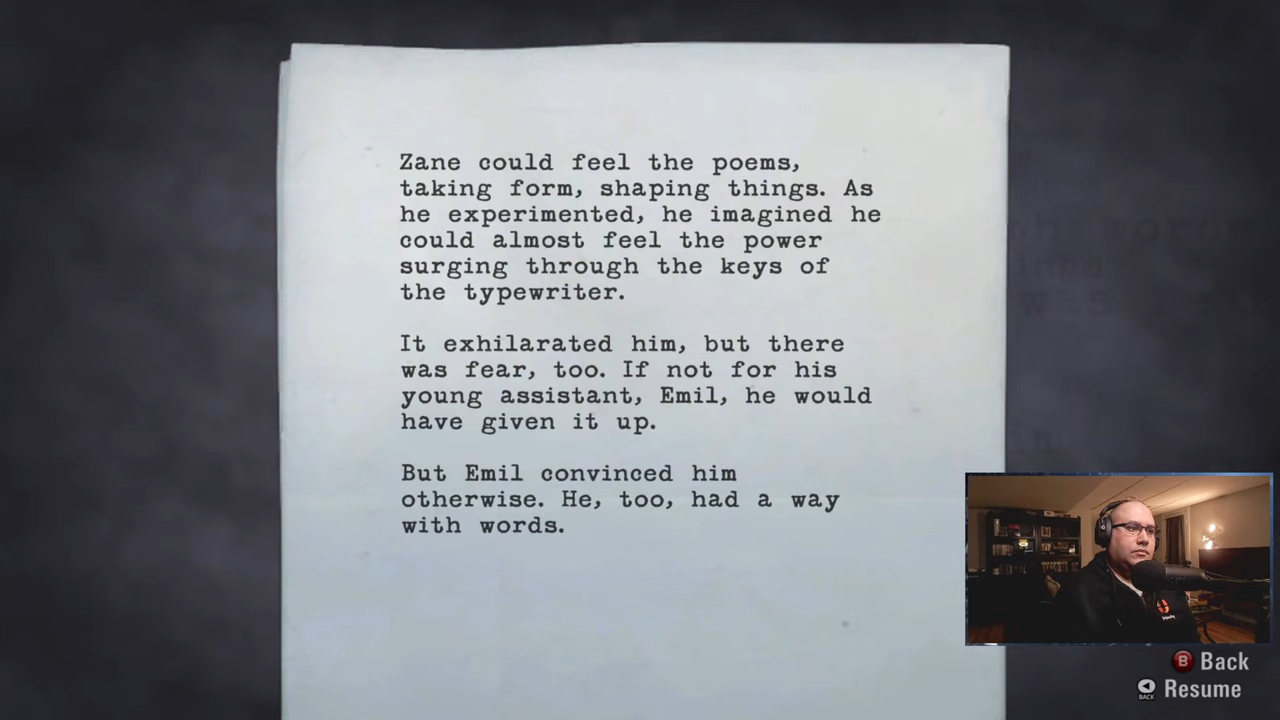 Zane could feel the poems,
taking form, shaping things. As
he experimented, he imagined he
could almost feel the power
surging through the keys of
the typewriter.
It exhilarated him, but there
was fear, too. If not for his
young assistant, Emil, he would
have given it up.
But Emil convinced him
otherwise. He, too, had a way
with words.
B Back
BACK Resume